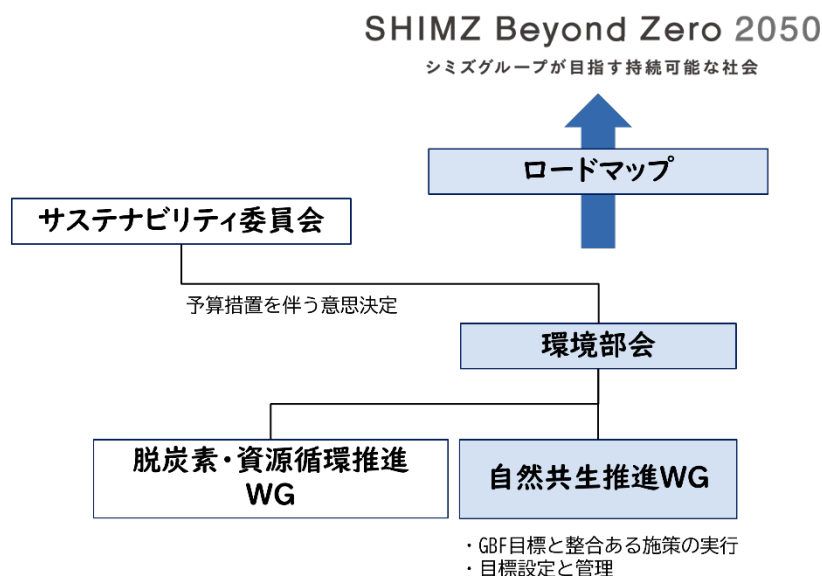 SHIMZ Beyond Zero 2050
シミズグループが目指す持続可能な社会
ロードマップ
サステナビリティ委員会
予算措置を伴う意思決定
環境部会
脱炭素・資源循環推進
WG
自然共生推進WG
・GBF目標と整合ある施策の実行
・目標設定と管理